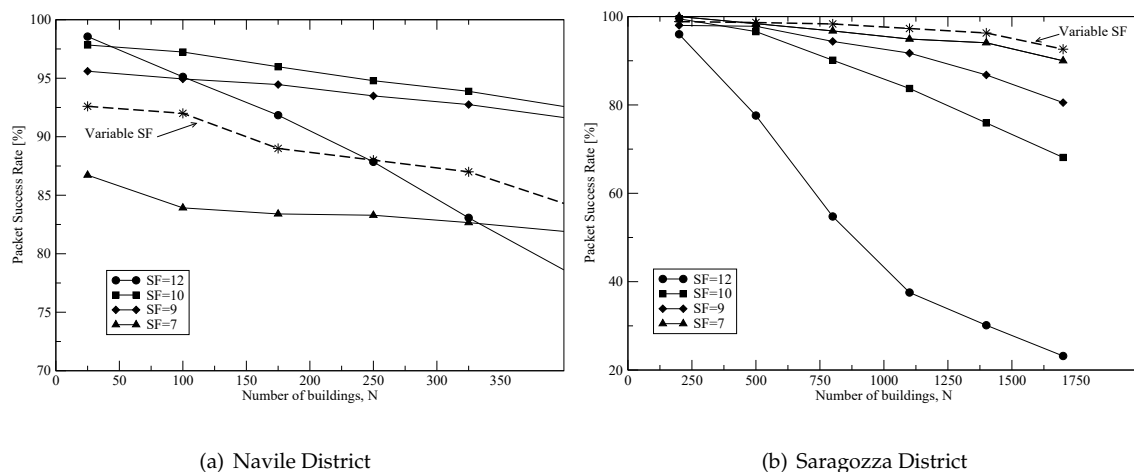 100
95
90
85
80
75
70
Packet Success Rate [%]
Variable SF
SF=12
SF=10
SF=9
SF=7
0 50 100 150 200 250 300 350
Number of buildings, N
(a) Navile District
100
80
60
40
20
Packet Success Rate [%]
Variable SF
SF=12
SF=10
SF=9
SF=7
0 250 500 750 1000 1250 1500 1750
Number of buildings, N
(b) Saragozza District